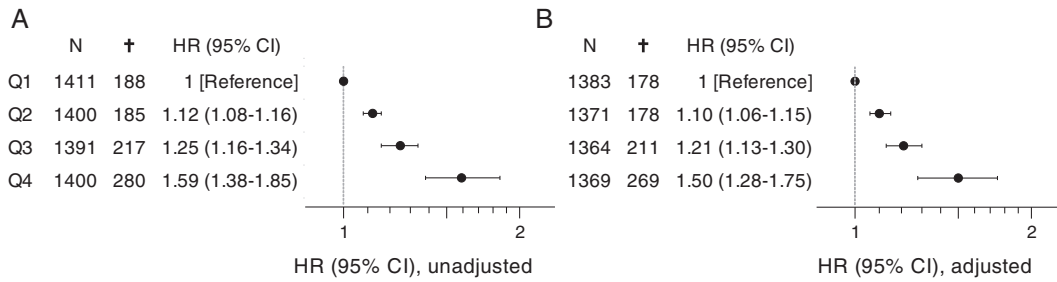 A
N ✝ HR (95% CI)
Q1 1411 188 1 [Reference]
Q2 1400 185 1.12 (1.08-1.16)
Q3 1391 217 1.25 (1.16-1.34)
Q4 1400 280 1.59 (1.38-1.85)
1 2
HR (95% CI), unadjusted
B
N ✝ HR (95% CI)
1383 178 1 [Reference]
1371 178 1.10 (1.06-1.15)
1364 211 1.21 (1.13-1.30)
1369 269 1.50 (1.28-1.75)
1 2
HR (95% CI), adjusted